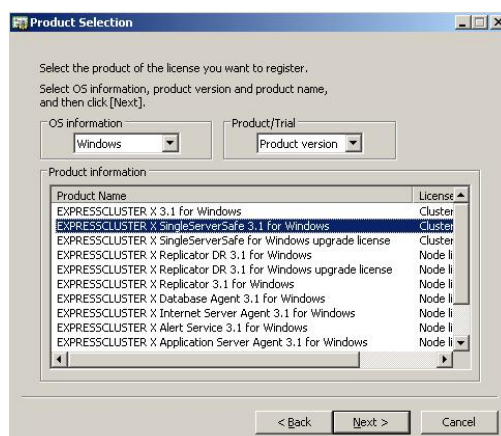 Product Selection
Select the product of the license you want to register.
Select OS information, product version and product name,
and then click [Next].
OS information
Product/Trial
Windows
Product version
Product information
Product Name License
EXPRESSCLUSTER X 3.1 for Windows Cluster
EXPRESSCLUSTER X SingleServerSafe 3.1 for Windows Cluster
EXPRESSCLUSTER X SingleServerSafe for Windows upgrade license Cluster
EXPRESSCLUSTER X Replicator DR 3.1 for Windows Node li
EXPRESSCLUSTER X Replicator DR 3.1 for Windows upgrade license Node li
EXPRESSCLUSTER X Replicator 3.1 for Windows Node li
EXPRESSCLUSTER X Database Agent 3.1 for Windows Node li
EXPRESSCLUSTER X Internet Server Agent 3.1 for Windows Node li
EXPRESSCLUSTER X Alert Service 3.1 for Windows Node li
EXPRESSCLUSTER X Application Server Agent 3.1 for Windows Node li
< Back Next > Cancel